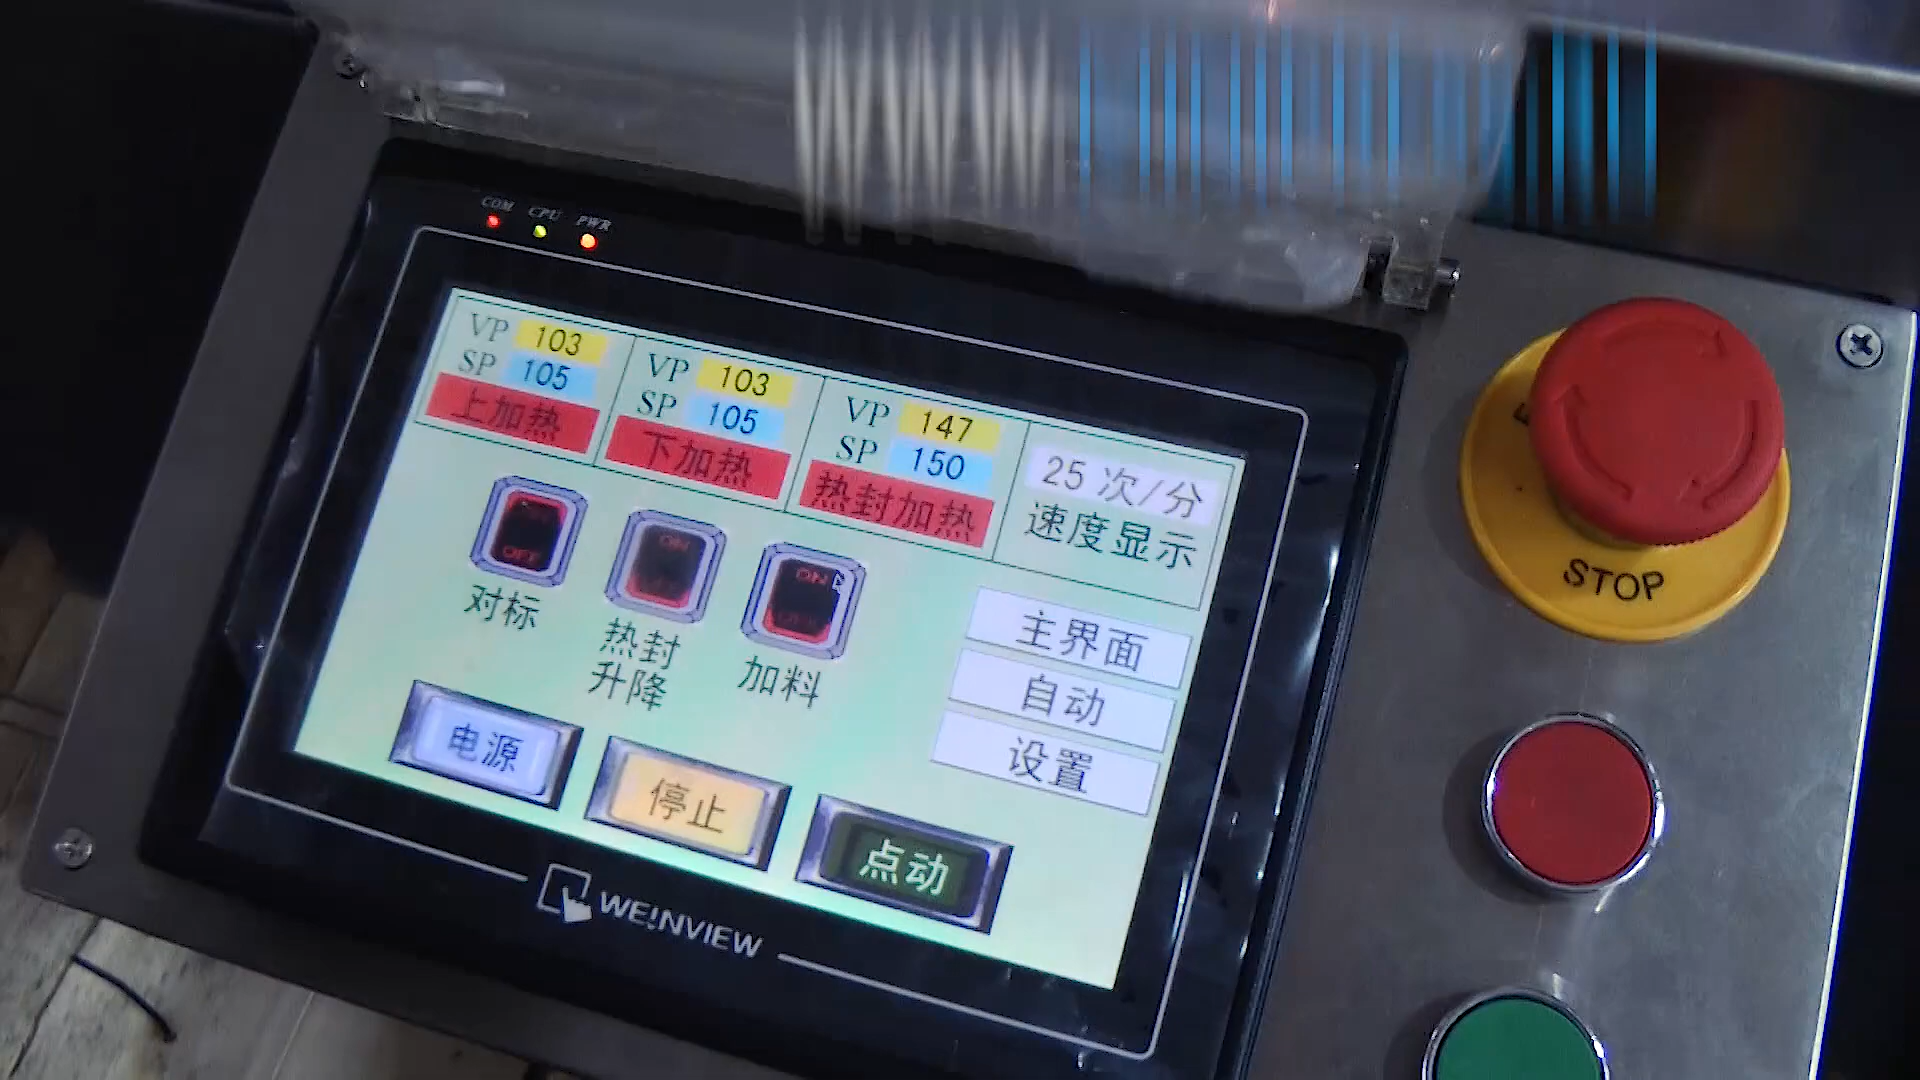 COM CPU PWR
VP 103
SP 105
上加热
VP 103
SP 105
下加热
VP 147
SP 150
热封加热
25 次/分
速度显示
OFF
对标
ON
热封
升降
ON
加料
主界面
自动
设置
电源
停止
点动
WEINVIEW
STOP